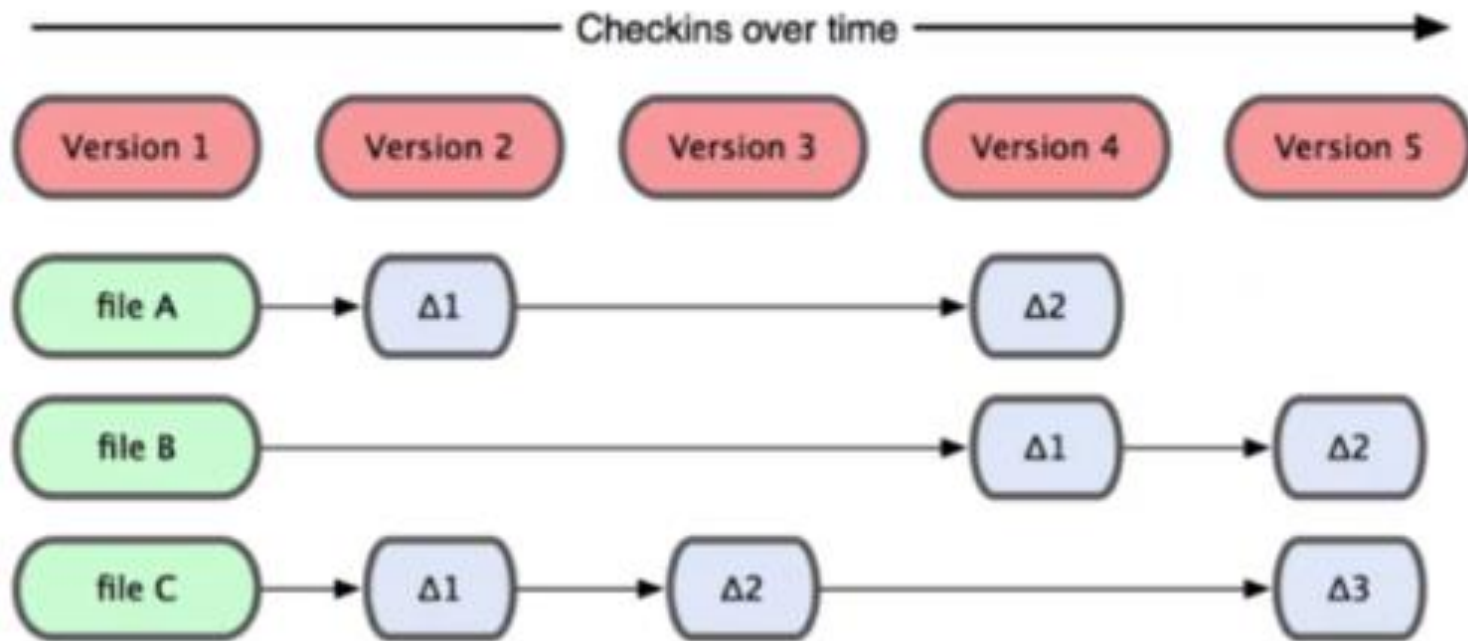 Checkins over time
Version 1 Version 2 Version 3 Version 4 Version 5
file A Δ1 Δ2
file B Δ1 Δ2
file C Δ1 Δ2 Δ3